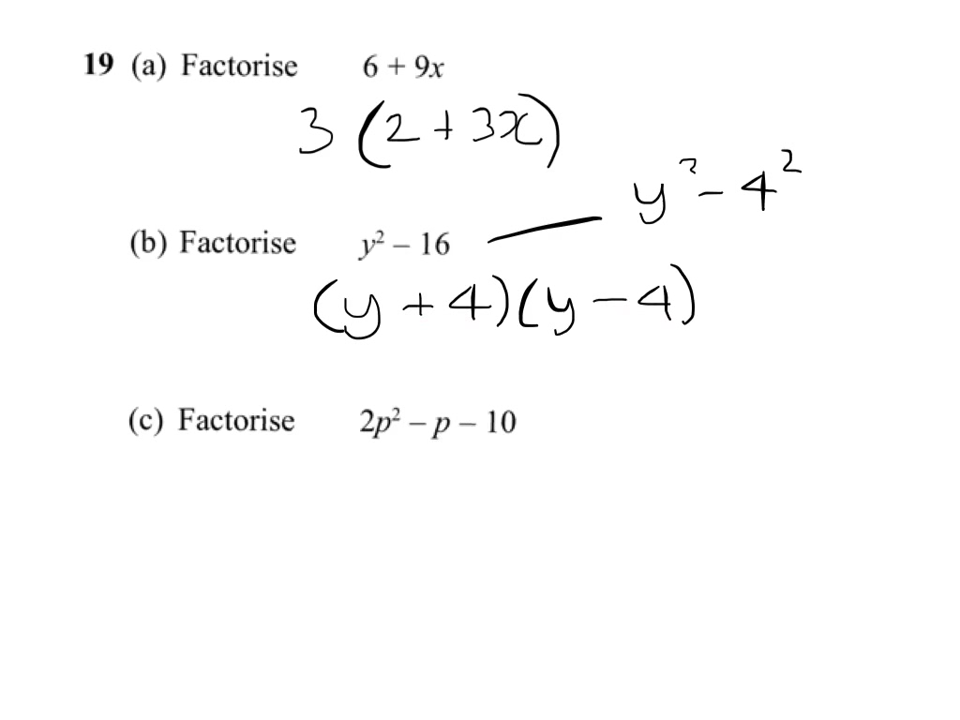 19 (a) Factorise 6 + 9x
3 (2 + 3x)
y² - 4²
(b) Factorise y² – 16
(y + 4)(y - 4)
(c) Factorise 2p² – p – 10